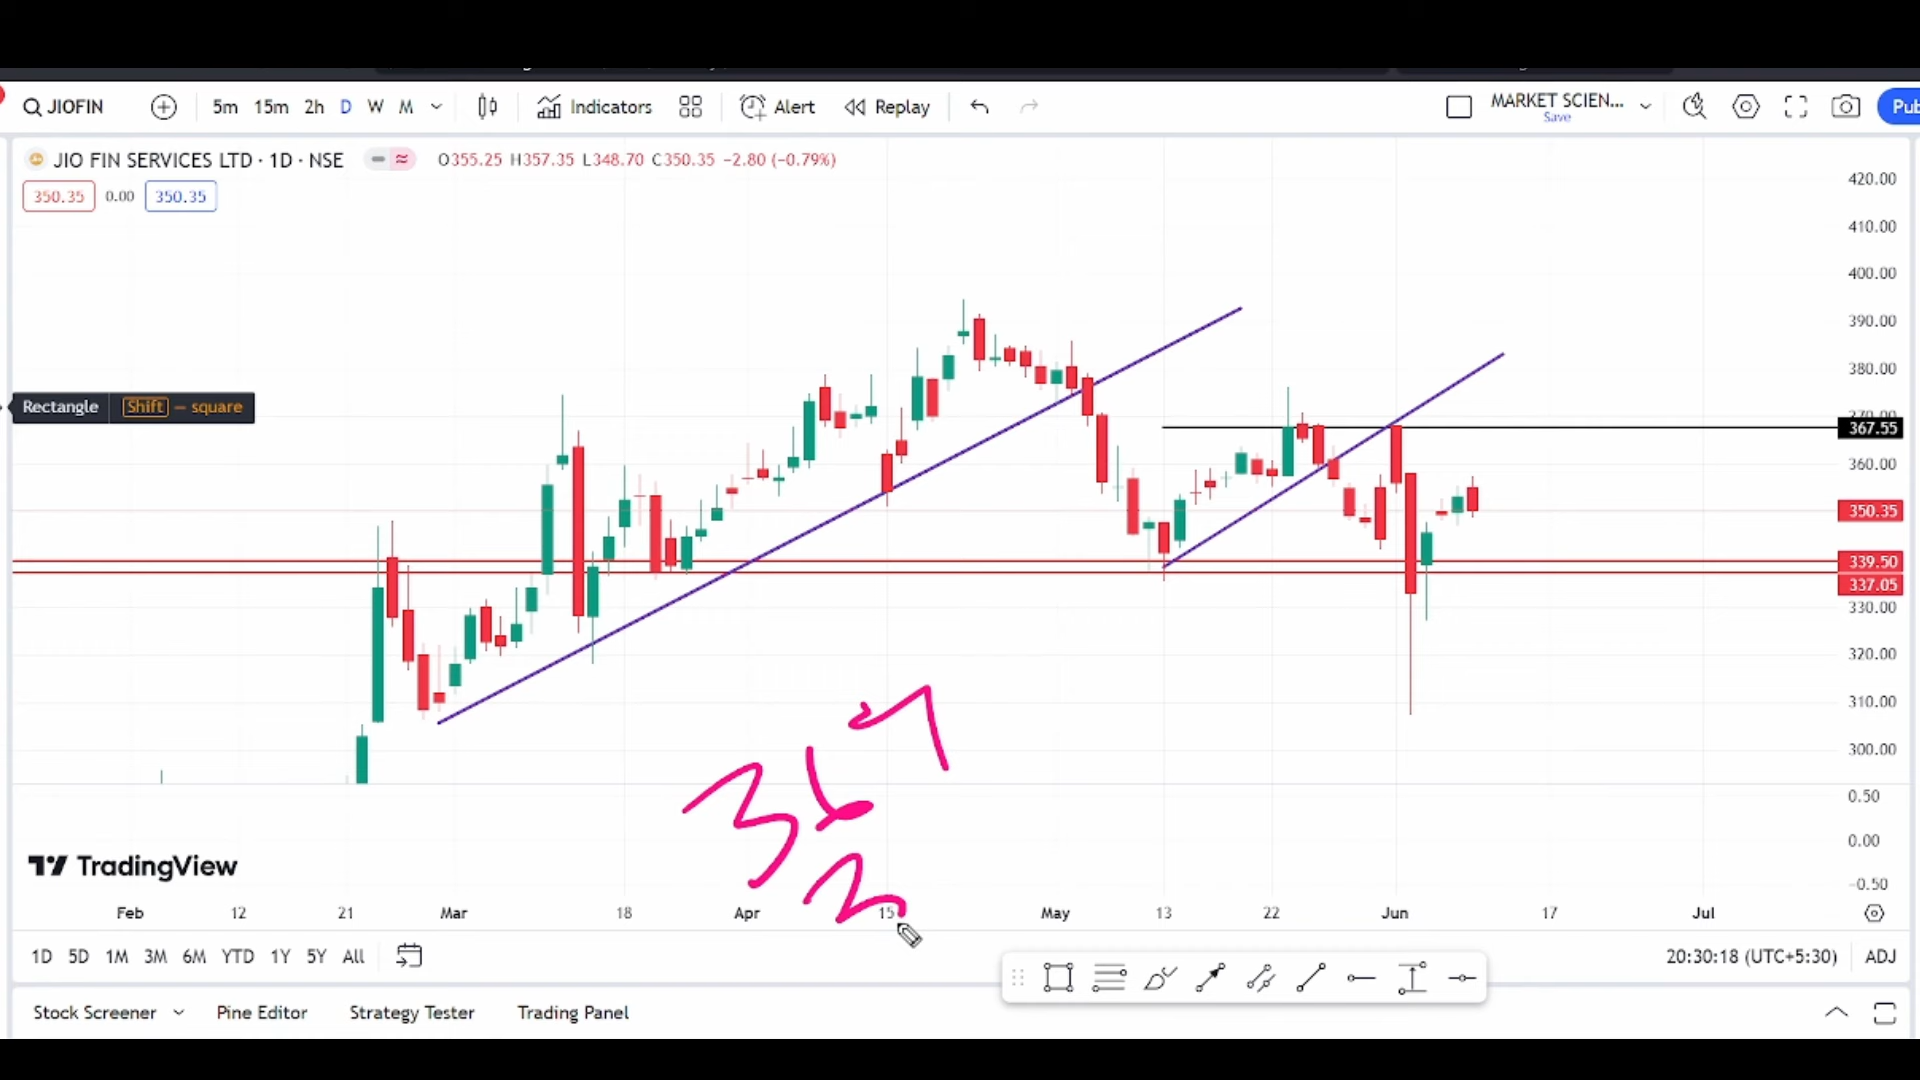 JIOFIN 5m 15m 2h D W M Indicators Alert Replay MARKET SCIEN... Pub
Save
JIO FIN SERVICES LTD · 1D · NSE O355.25 H357.35 L348.70 C350.35 −2.80 (−0.79%)
350.35 0.00 350.35
420.00
410.00
400.00
390.00
380.00
Rectangle Shift — square
370.00
367.55
360.00
350.35
339.50
337.05
330.00
320.00
310.00
300.00
367
3
0.50
0.00
−0.50
TradingView
Feb 12 21 Mar 18 Apr 15 May 13 22 Jun 17 Jul
1D 5D 1M 3M 6M YTD 1Y 5Y All 20:30:18 (UTC+5:30) ADJ
Stock Screener Pine Editor Strategy Tester Trading Panel